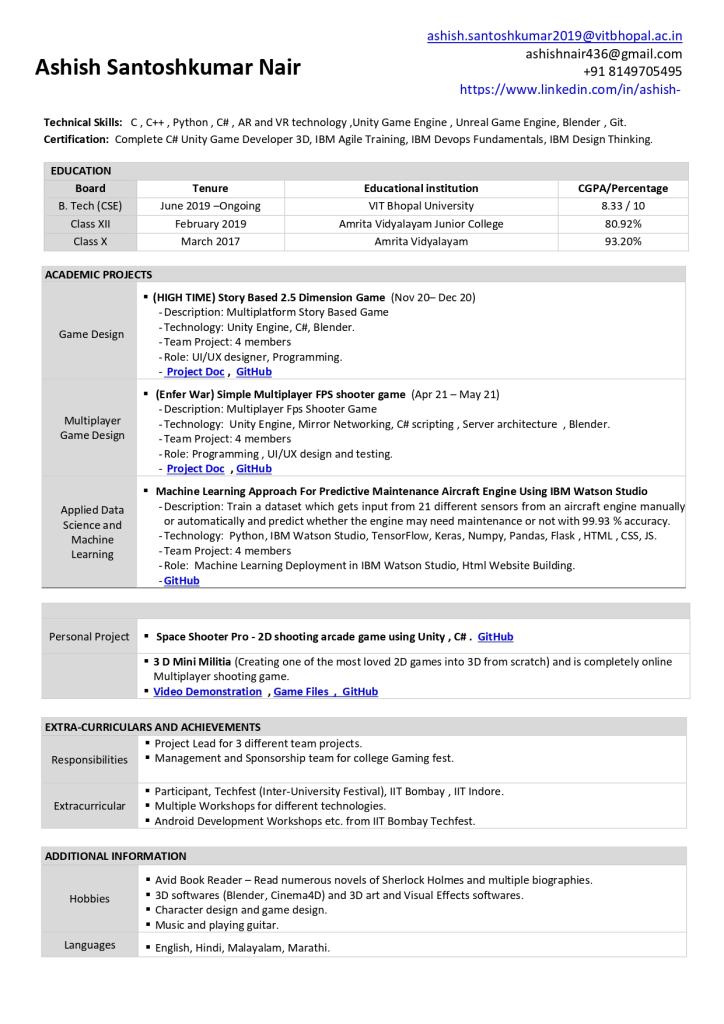 ashish.santoshkumar2019@vitbhopal.ac.in
ashishnair436@gmail.com
Ashish Santoshkumar Nair
+91 8149705495
https://www.linkedin.com/in/ashish-
Technical Skills: C , C++ , Python , C# , AR and VR technology ,Unity Game Engine , Unreal Game Engine, Blender , Git.
Certification: Complete C# Unity Game Developer 3D, IBM Agile Training, IBM Devops Fundamentals, IBM Design Thinking.
EDUCATION
Board Tenure Educational institution CGPA/Percentage
B. Tech (CSE) June 2019 –Ongoing VIT Bhopal University 8.33 / 10
Class XII February 2019 Amrita Vidyalayam Junior College 80.92%
Class X March 2017 Amrita Vidyalayam 93.20%
ACADEMIC PROJECTS
Game Design
▪ (HIGH TIME) Story Based 2.5 Dimension Game (Nov 20– Dec 20)
-Description: Multiplatform Story Based Game
-Technology: Unity Engine, C#, Blender.
-Team Project: 4 members
-Role: UI/UX designer, Programming.
- Project Doc , GitHub
Multiplayer
Game Design
▪ (Enfer War) Simple Multiplayer FPS shooter game (Apr 21 – May 21)
-Description: Multiplayer Fps Shooter Game
-Technology: Unity Engine, Mirror Networking, C# scripting , Server architecture , Blender.
-Team Project: 4 members
-Role: Programming , UI/UX design and testing.
- Project Doc , GitHub
Applied Data
Science and
Machine
Learning
▪ Machine Learning Approach For Predictive Maintenance Aircraft Engine Using IBM Watson Studio
-Description: Train a dataset which gets input from 21 different sensors from an aircraft engine manually
or automatically and predict whether the engine may need maintenance or not with 99.93 % accuracy.
-Technology: Python, IBM Watson Studio, TensorFlow, Keras, Numpy, Pandas, Flask , HTML , CSS, JS.
-Team Project: 4 members
-Role: Machine Learning Deployment in IBM Watson Studio, Html Website Building.
-GitHub
Personal Project ▪ Space Shooter Pro - 2D shooting arcade game using Unity , C# . GitHub
▪ 3 D Mini Militia (Creating one of the most loved 2D games into 3D from scratch) and is completely online
Multiplayer shooting game.
▪ Video Demonstration , Game Files , GitHub
EXTRA-CURRICULARS AND ACHIEVEMENTS
Responsibilities
▪ Project Lead for 3 different team projects.
▪ Management and Sponsorship team for college Gaming fest.
Extracurricular
▪ Participant, Techfest (Inter-University Festival), IIT Bombay , IIT Indore.
▪ Multiple Workshops for different technologies.
▪ Android Development Workshops etc. from IIT Bombay Techfest.
ADDITIONAL INFORMATION
Hobbies
▪ Avid Book Reader – Read numerous novels of Sherlock Holmes and multiple biographies.
▪ 3D softwares (Blender, Cinema4D) and 3D art and Visual Effects softwares.
▪ Character design and game design.
▪ Music and playing guitar.
Languages ▪ English, Hindi, Malayalam, Marathi.